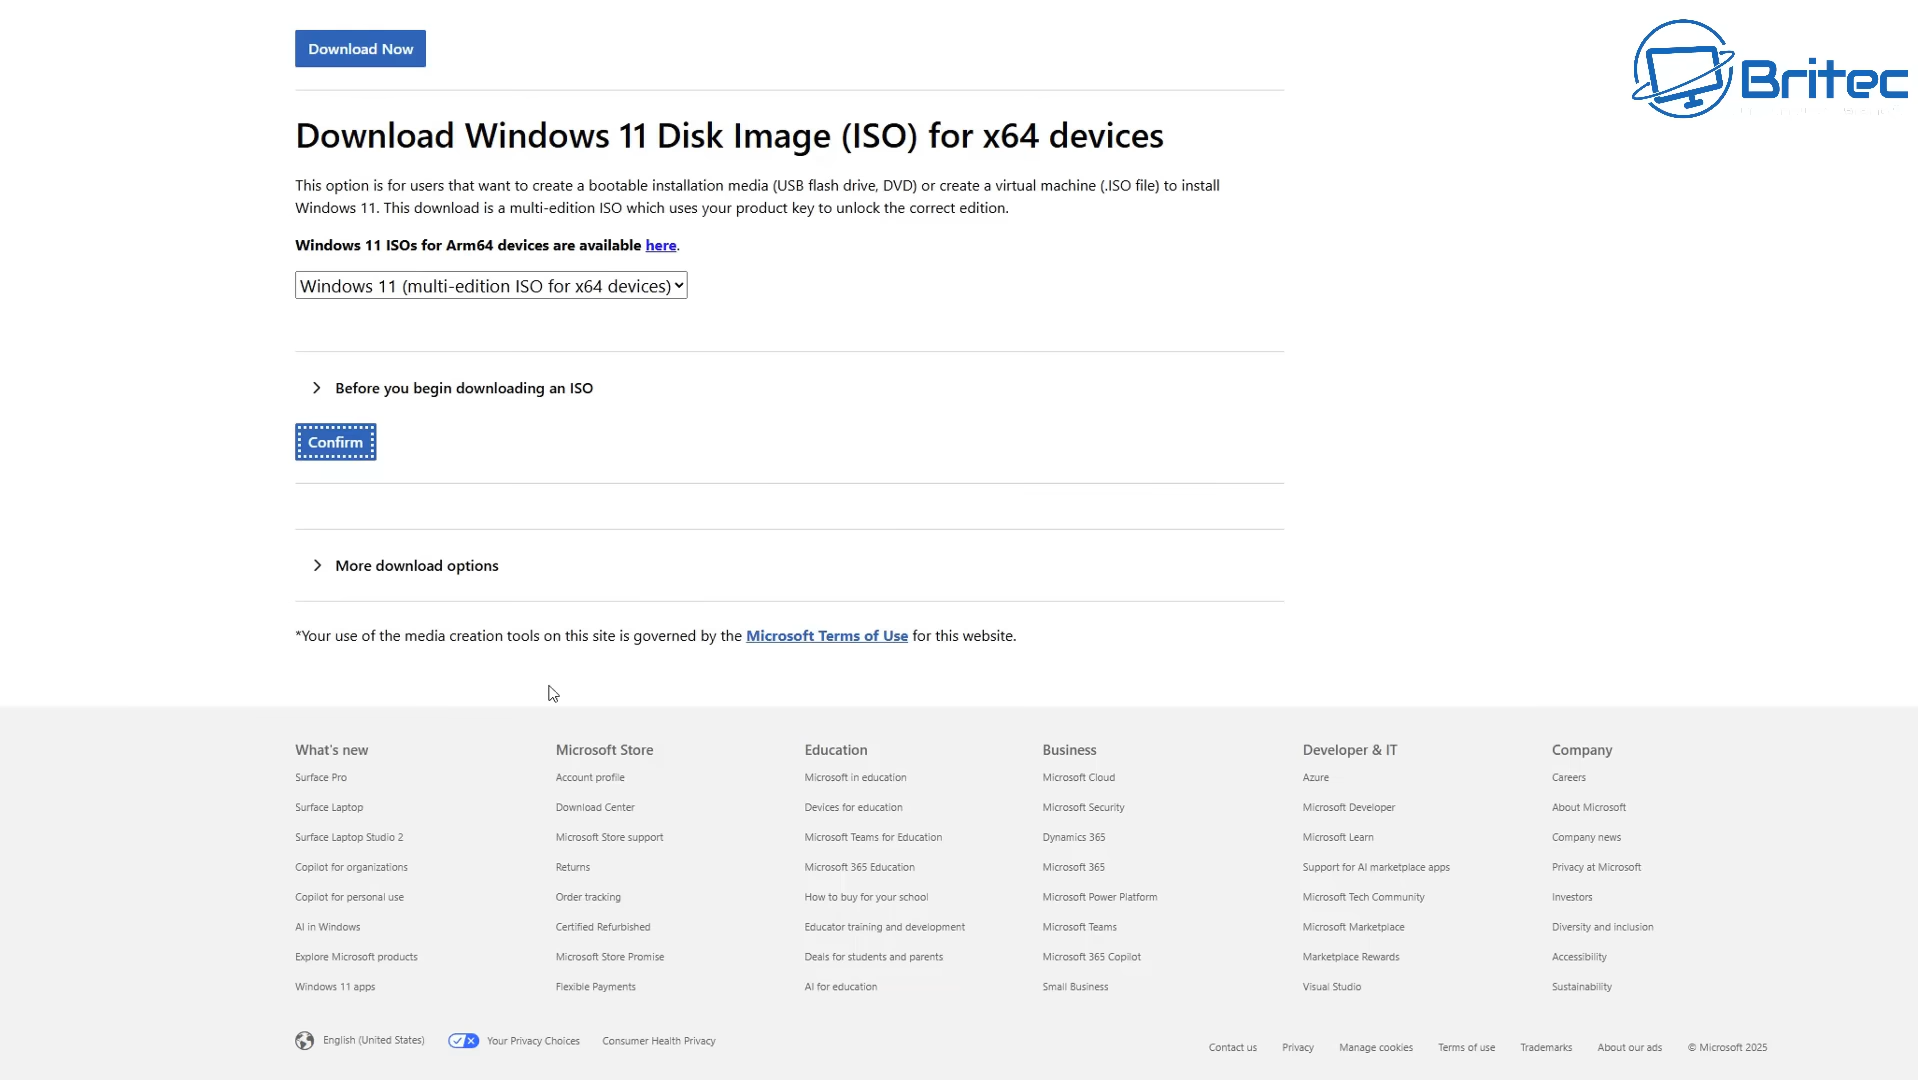 Download Now
Britec
Download Windows 11 Disk Image (ISO) for x64 devices
This option is for users that want to create a bootable installation media (USB flash drive, DVD) or create a virtual machine (.ISO file) to install
Windows 11. This download is a multi-edition ISO which uses your product key to unlock the correct edition.
Windows 11 ISOs for Arm64 devices are available here.
Windows 11 (multi-edition ISO for x64 devices)
Before you begin downloading an ISO
Confirm
More download options
*Your use of the media creation tools on this site is governed by the Microsoft Terms of Use for this website.
What's new
Surface Pro
Surface Laptop
Surface Laptop Studio 2
Copilot for organizations
Copilot for personal use
AI in Windows
Explore Microsoft products
Windows 11 apps
Microsoft Store
Account profile
Download Center
Microsoft Store support
Returns
Order tracking
Certified Refurbished
Microsoft Store Promise
Flexible Payments
Education
Microsoft in education
Devices for education
Microsoft Teams for Education
Microsoft 365 Education
How to buy for your school
Educator training and development
Deals for students and parents
AI for education
Business
Microsoft Cloud
Microsoft Security
Dynamics 365
Microsoft 365
Microsoft Power Platform
Microsoft Teams
Microsoft 365 Copilot
Small Business
Developer & IT
Azure
Microsoft Developer
Microsoft Learn
Support for AI marketplace apps
Microsoft Tech Community
Microsoft Marketplace
Marketplace Rewards
Visual Studio
Company
Careers
About Microsoft
Company news
Privacy at Microsoft
Investors
Diversity and inclusion
Accessibility
Sustainability
English (United States) Your Privacy Choices Consumer Health Privacy
Contact us Privacy Manage cookies Terms of use Trademarks About our ads © Microsoft 2025